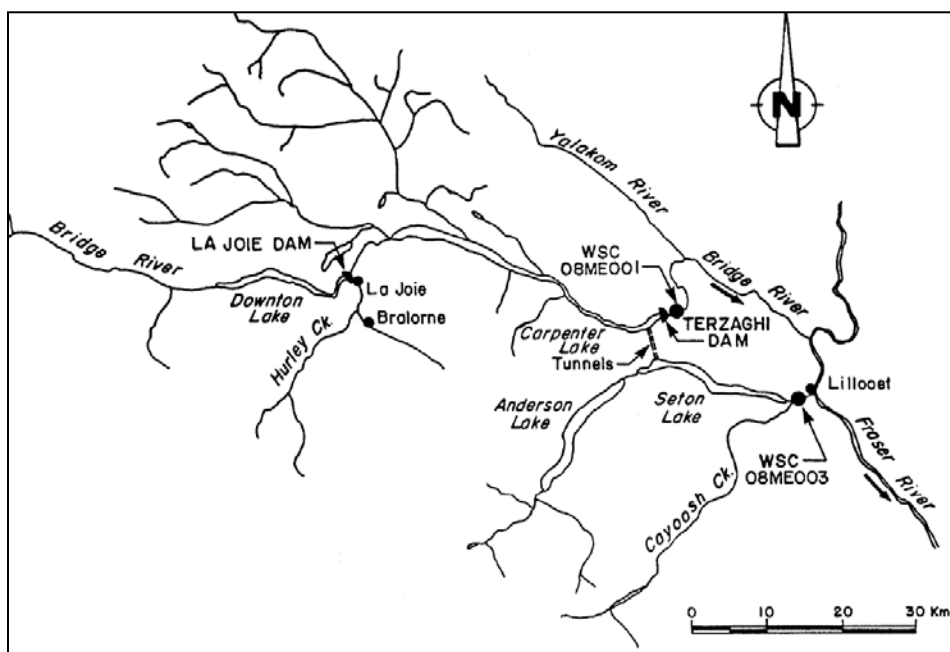 N
Yalakom River
WSC
08ME001
Bridge River
LA JOIE DAM
Bridge River
La Joie
Downton
Lake
Bralorne
TERZAGHI
DAM
Carpenter
Lake
Tunnels
Hurley Ck.
Lillooet
Anderson
Lake
Seton
Lake
WSC
08ME003
Fraser River
Cayoosh Ck.
0 10 20 30 Km